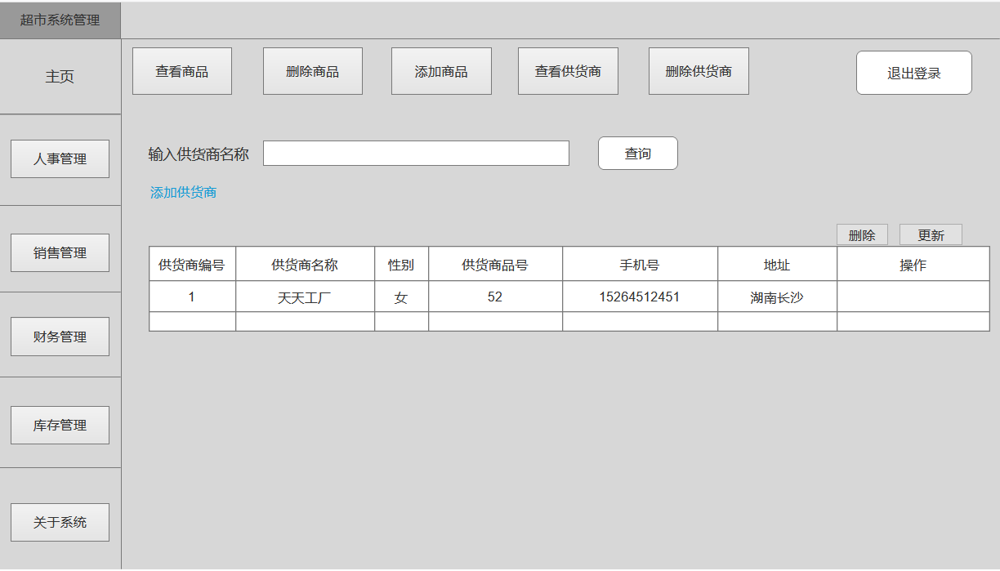 超市系统管理
主页
查看商品 删除商品 添加商品 查看供货商 删除供货商 退出登录
人事管理
销售管理
财务管理
库存管理
关于系统
输入供货商名称 查询
添加供货商
删除 更新
供货商编号 供货商名称 性别 供货商品号 手机号 地址 操作
1 天天工厂 女 52 15264512451 湖南长沙